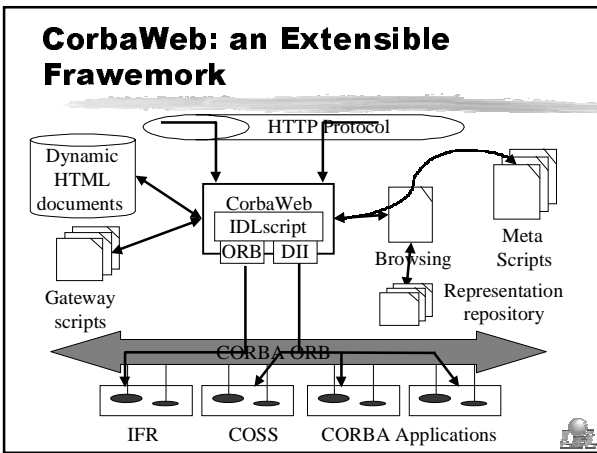 CorbaWeb: an Extensible
Frawemork
HTTP Protocol
Dynamic
HTML
documents
CorbaWeb
IDLscript
ORB DII
Gateway
scripts
Browsing
Meta
Scripts
Representation
repository
CORBA ORB
IFR COSS CORBA Applications